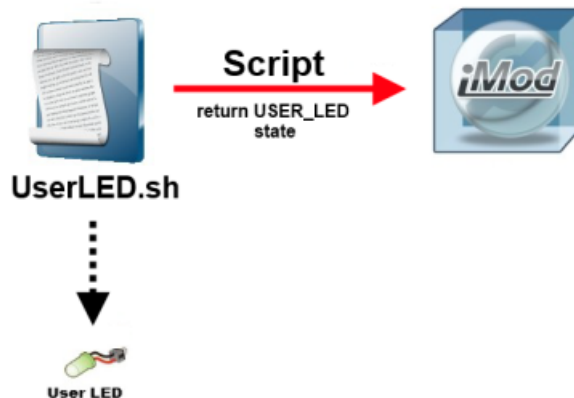 Script
iMod
return USER_LED
state
UserLED.sh
User LED